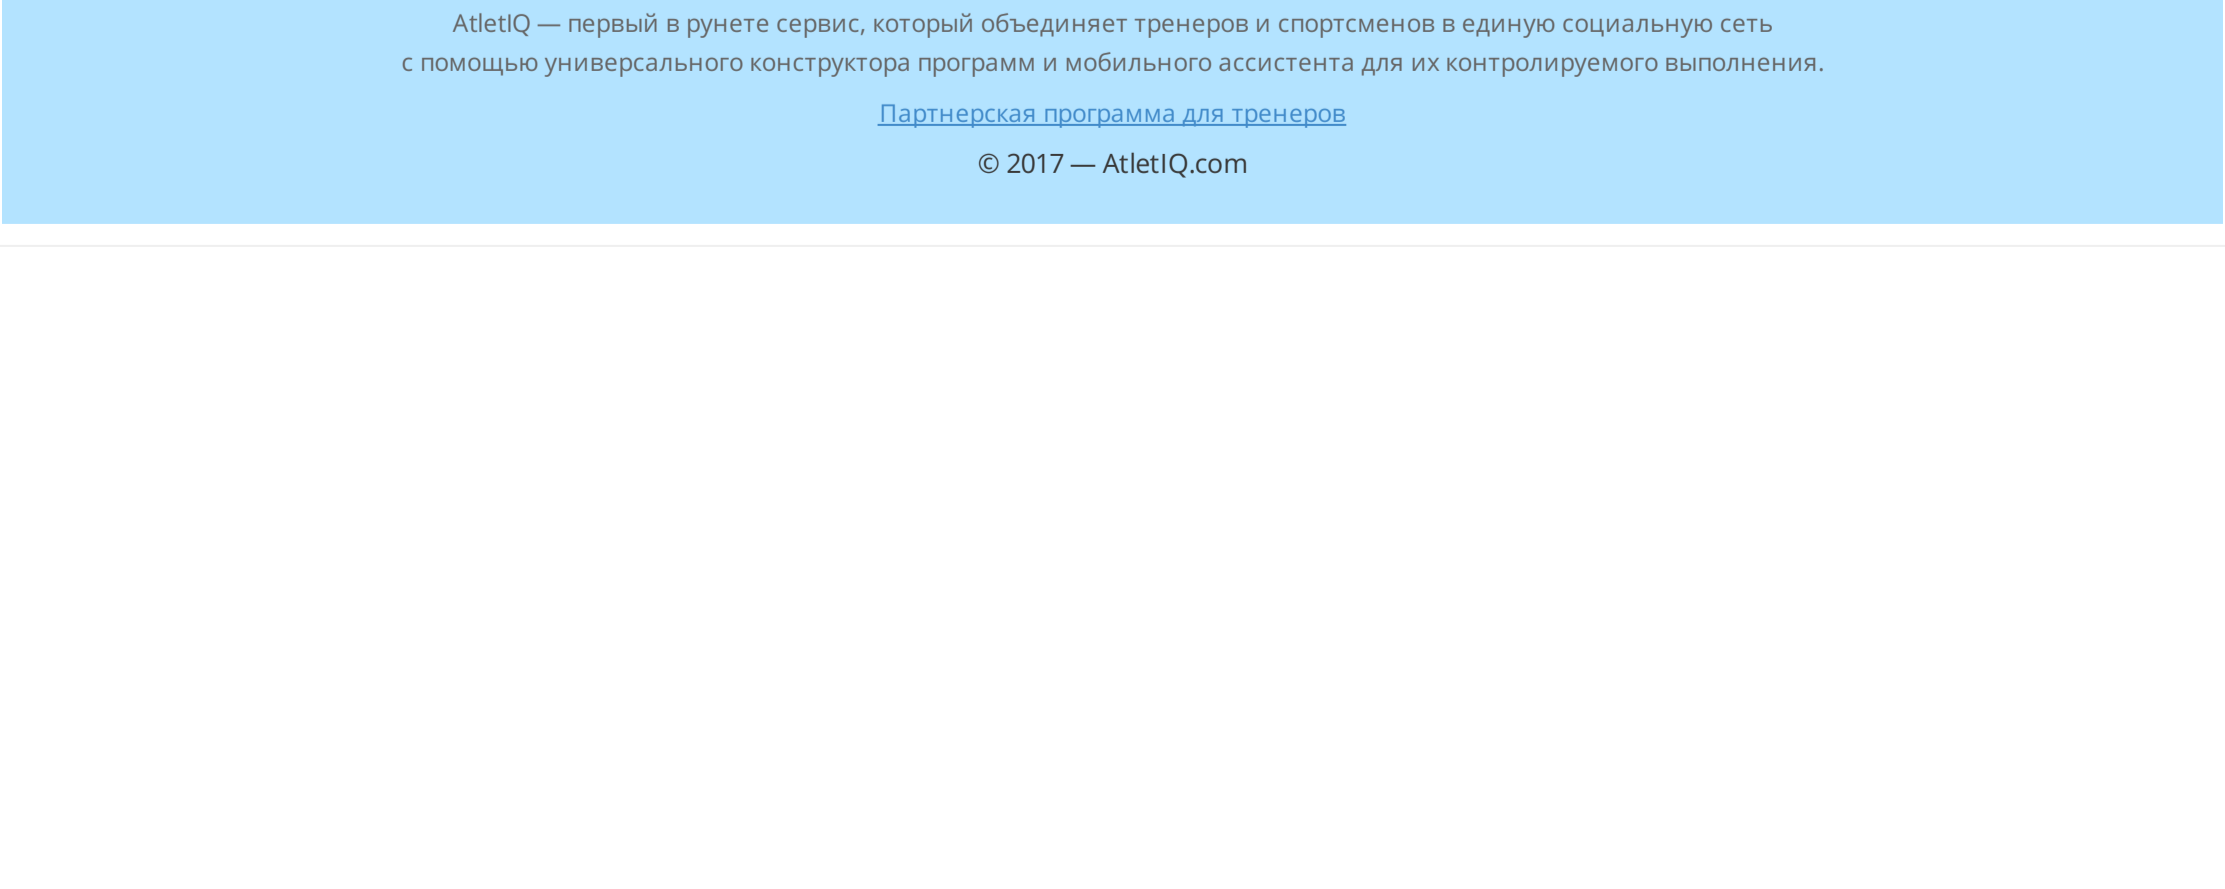 AtletIQ — первый в рунете сервис, который объединяет тренеров и спортсменов в единую социальную сеть
с помощью универсального конструктора программ и мобильного ассистента для их контролируемого выполнения.
Партнерская программа для тренеров
© 2017 — AtletIQ.com